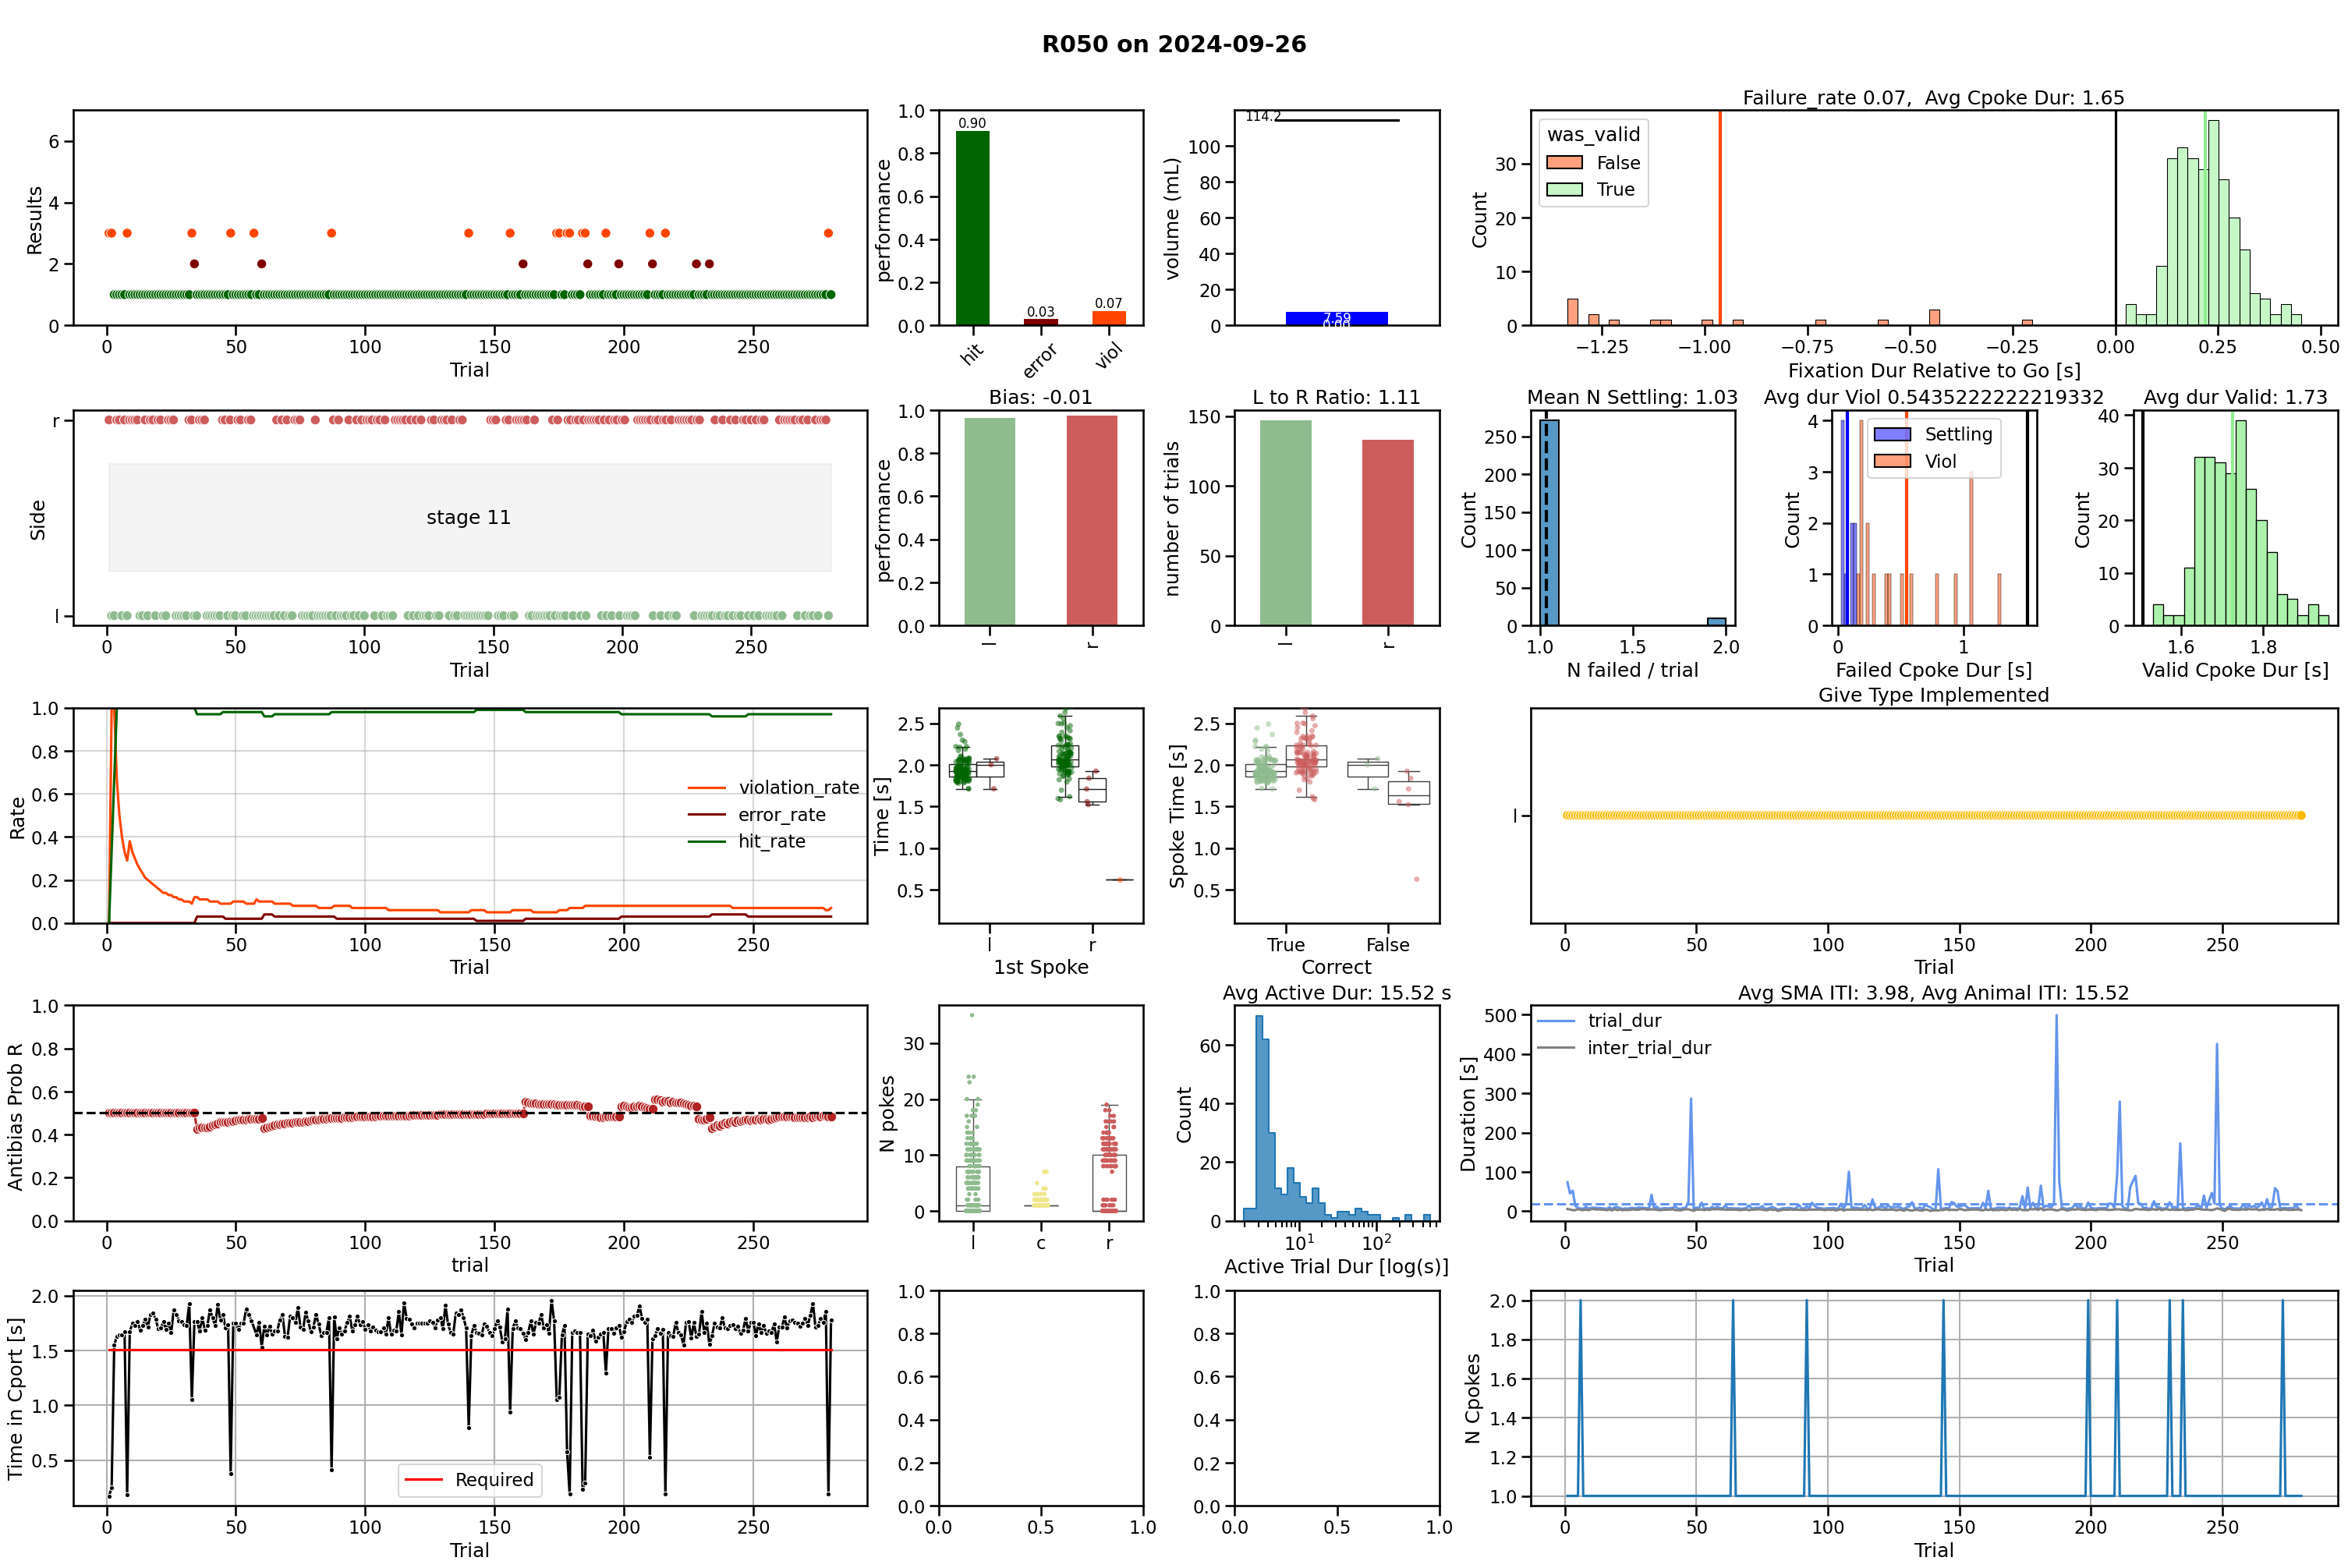 R050 on 2024-09-26
Results
0
2
4
6
0
50
100
150
200
250
Trial
performance
0.0
0.2
0.4
0.6
0.8
1.0
0.90
0.03
0.07
hit
error
viol
volume (mL)
0
20
40
60
80
100
114.2
7.59
0.00
Failure_rate 0.07,  Avg Cpoke Dur: 1.65
was_valid
False
True
Count
0
10
20
30
−1.25
−1.00
−0.75
−0.50
−0.25
0.00
0.25
0.50
Fixation Dur Relative to Go [s]
Side
r
l
stage 11
0
50
100
150
200
250
Trial
Bias: -0.01
performance
0.0
0.2
0.4
0.6
0.8
1.0
l
r
L to R Ratio: 1.11
number of trials
0
50
100
150
l
r
Mean N Settling: 1.03
Count
0
50
100
150
200
250
1.0
1.5
2.0
N failed / trial
Avg dur Viol 0.5435222222219332
Settling
Viol
Count
0
1
2
3
4
0
1
Failed Cpoke Dur [s]
Avg dur Valid: 1.73
Count
0
10
20
30
40
1.6
1.8
Valid Cpoke Dur [s]
Rate
0.0
0.2
0.4
0.6
0.8
1.0
violation_rate
error_rate
hit_rate
0
50
100
150
200
250
Trial
Time [s]
0.5
1.0
1.5
2.0
2.5
l
r
1st Spoke
Spoke Time [s]
0.5
1.0
1.5
2.0
2.5
True
False
Correct
Give Type Implemented
l
0
50
100
150
200
250
Trial
Antibias Prob R
0.0
0.2
0.4
0.6
0.8
1.0
0
50
100
150
200
250
trial
N pokes
0
10
20
30
l
c
r
Avg Active Dur: 15.52 s
Count
0
20
40
60
10¹
10²
Active Trial Dur [log(s)]
Avg SMA ITI: 3.98, Avg Animal ITI: 15.52
trial_dur
inter_trial_dur
Duration [s]
0
100
200
300
400
500
0
50
100
150
200
250
Trial
Time in Cport [s]
0.5
1.0
1.5
2.0
Required
0
50
100
150
200
250
Trial
0.0
0.2
0.4
0.6
0.8
1.0
0.0
0.5
1.0
0.0
0.2
0.4
0.6
0.8
1.0
0.0
0.5
1.0
N Cpokes
1.0
1.2
1.4
1.6
1.8
2.0
0
50
100
150
200
250
Trial